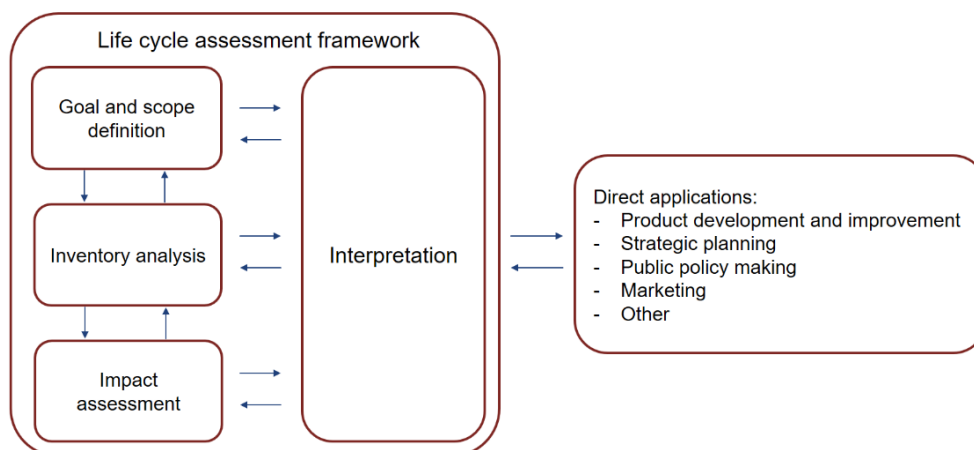 Life cycle assessment framework
Goal and scope
definition
Inventory analysis
Impact
assessment
Interpretation
Direct applications:
- Product development and improvement
- Strategic planning
- Public policy making
- Marketing
- Other